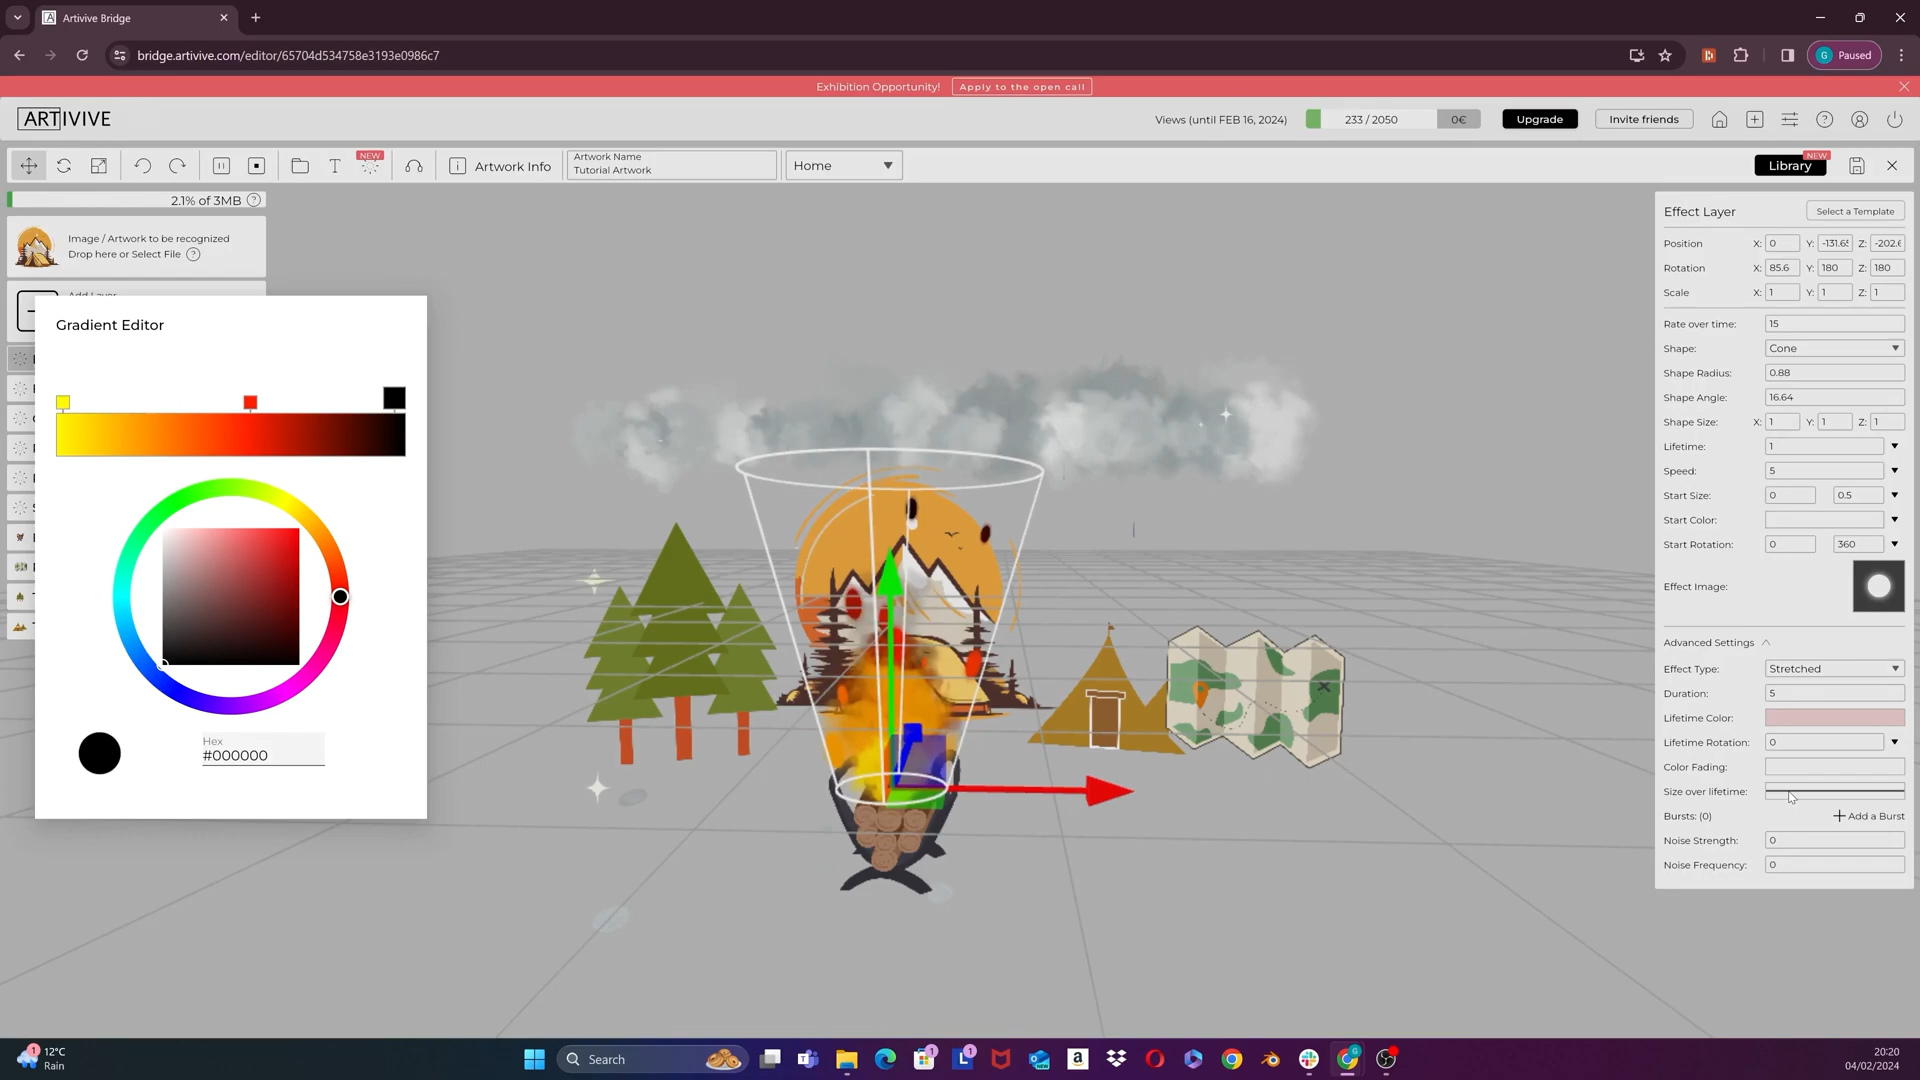 Artivive Bridge
bridge.artivive.com/editor/65704d534758e3193e0986c7
G Paused
Exhibition Opportunity! Apply to the open call
ARTIVIVE
Views (until FEB 16, 2024) 233 / 2050 0€ Upgrade Invite friends
NEW
Artwork Info
Artwork Name
Tutorial Artwork
Home
Library NEW
2.1% of 3MB
Image / Artwork to be recognized
Drop here or Select File
Add Layer
Gradient Editor
Hex
#000000
Effect Layer Select a Template
Position X: 0 Y: -131.6 Z: -202.6
Rotation X: 85.6 Y: 180 Z: 180
Scale X: 1 Y: 1 Z: 1
Rate over time: 15
Shape: Cone
Shape Radius: 0.88
Shape Angle: 16.64
Shape Size: X: 1 Y: 1 Z: 1
Lifetime: 1
Speed: 5
Start Size: 0 0.5
Start Color:
Start Rotation: 0 360
Effect Image:
Advanced Settings
Effect Type: Stretched
Duration: 5
Lifetime Color:
Lifetime Rotation: 0
Color Fading:
Size over lifetime:
Bursts: (0) Add a Burst
Noise Strength: 0
Noise Frequency: 0
1
12°C
Rain
Search
1
1
NEW
20:20
04/02/2024